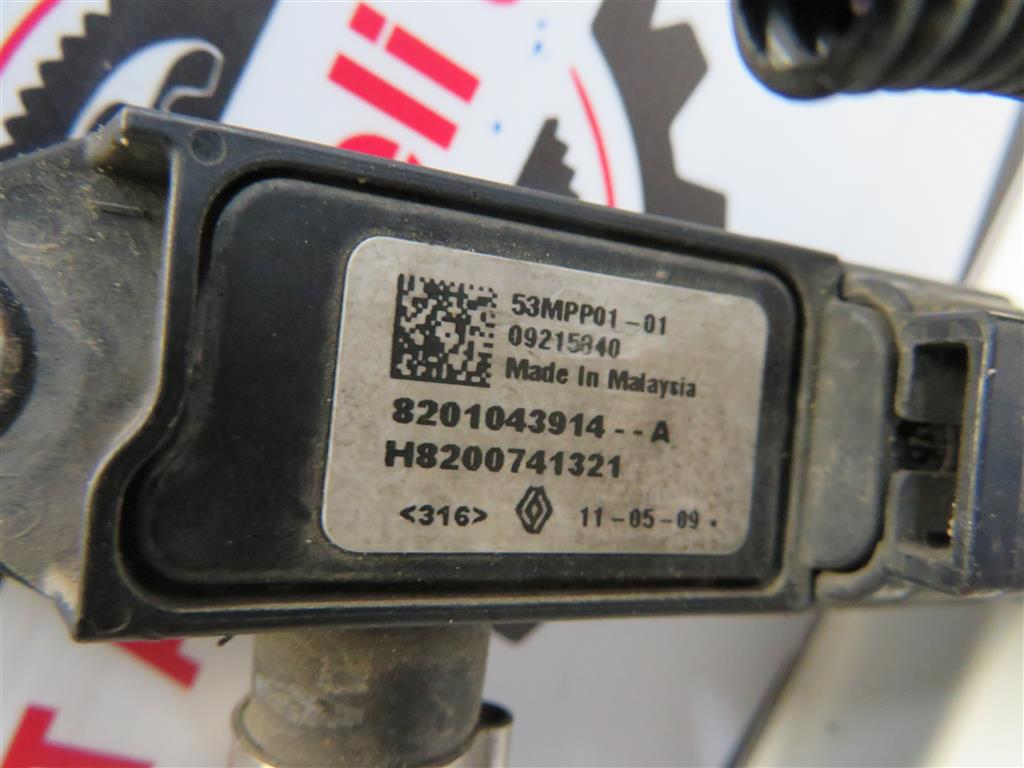 53MPP01-01
09215840
Made In Malaysia
8201043914--A
H8200741321
<316> 11-05-09.